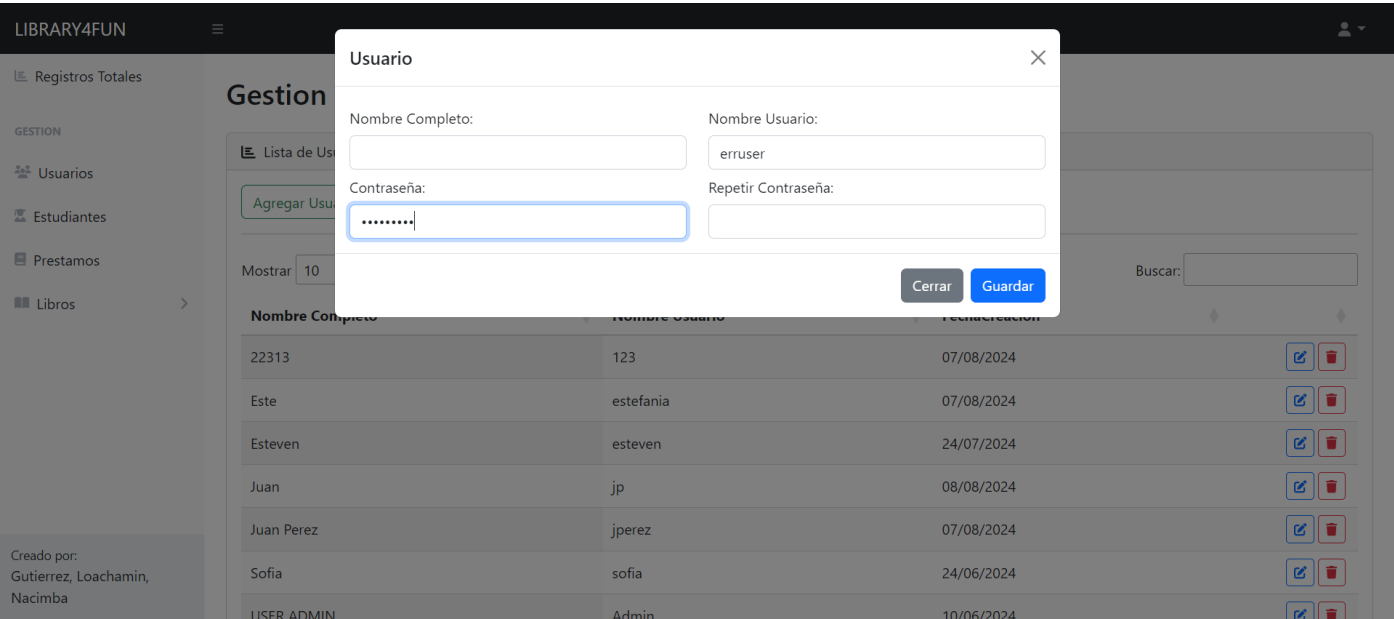 LIBRARY4FUN
Registros Totales
GESTION
Usuarios
Estudiantes
Prestamos
Libros
Creado por:
Gutierrez, Loachamin,
Nacimba
Gestion
Lista de Us
Agregar Usu
Mostrar 10
Buscar:
Usuario
Nombre Completo:
Nombre Usuario:
erruser
Contraseña:
Repetir Contraseña:
•••••••••
Cerrar
Guardar
Nombre Completo Nombre Usuario FechaCreacion
22313 123 07/08/2024
Este estefania 07/08/2024
Esteven esteven 24/07/2024
Juan jp 08/08/2024
Juan Perez jperez 07/08/2024
Sofia sofia 24/06/2024
USER ADMIN Admin 10/06/2024